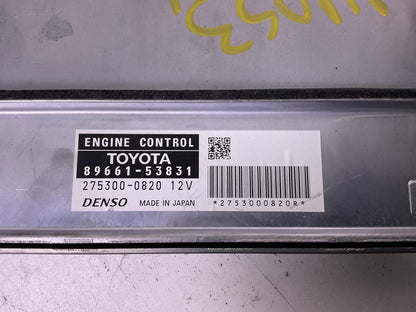 ENGINE CONTROL
TOYOTA
89661-53831
275300-0820 12V
DENSO MADE IN JAPAN
*2753000820R*